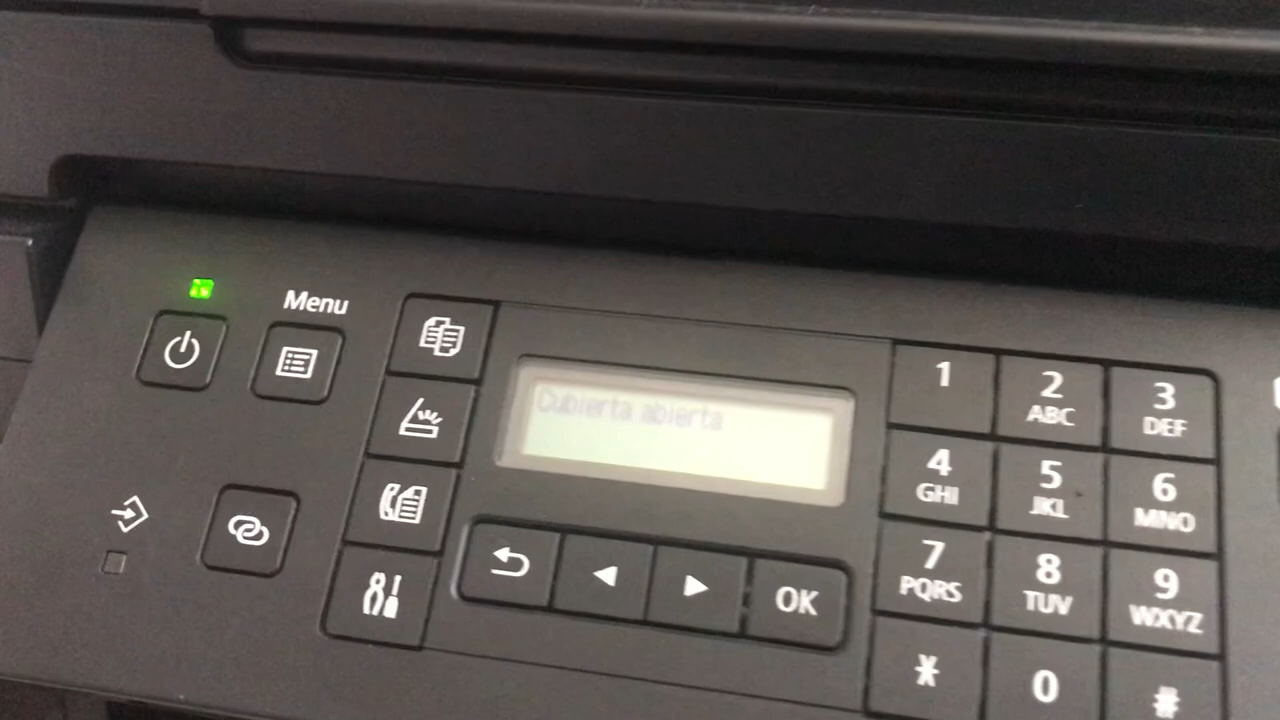 Menu
Cubierta abierta
OK
1
2
ABC
3
DEF
4
GHI
5
JKL
6
MNO
7
PQRS
8
TUV
9
WXYZ
*
0
#